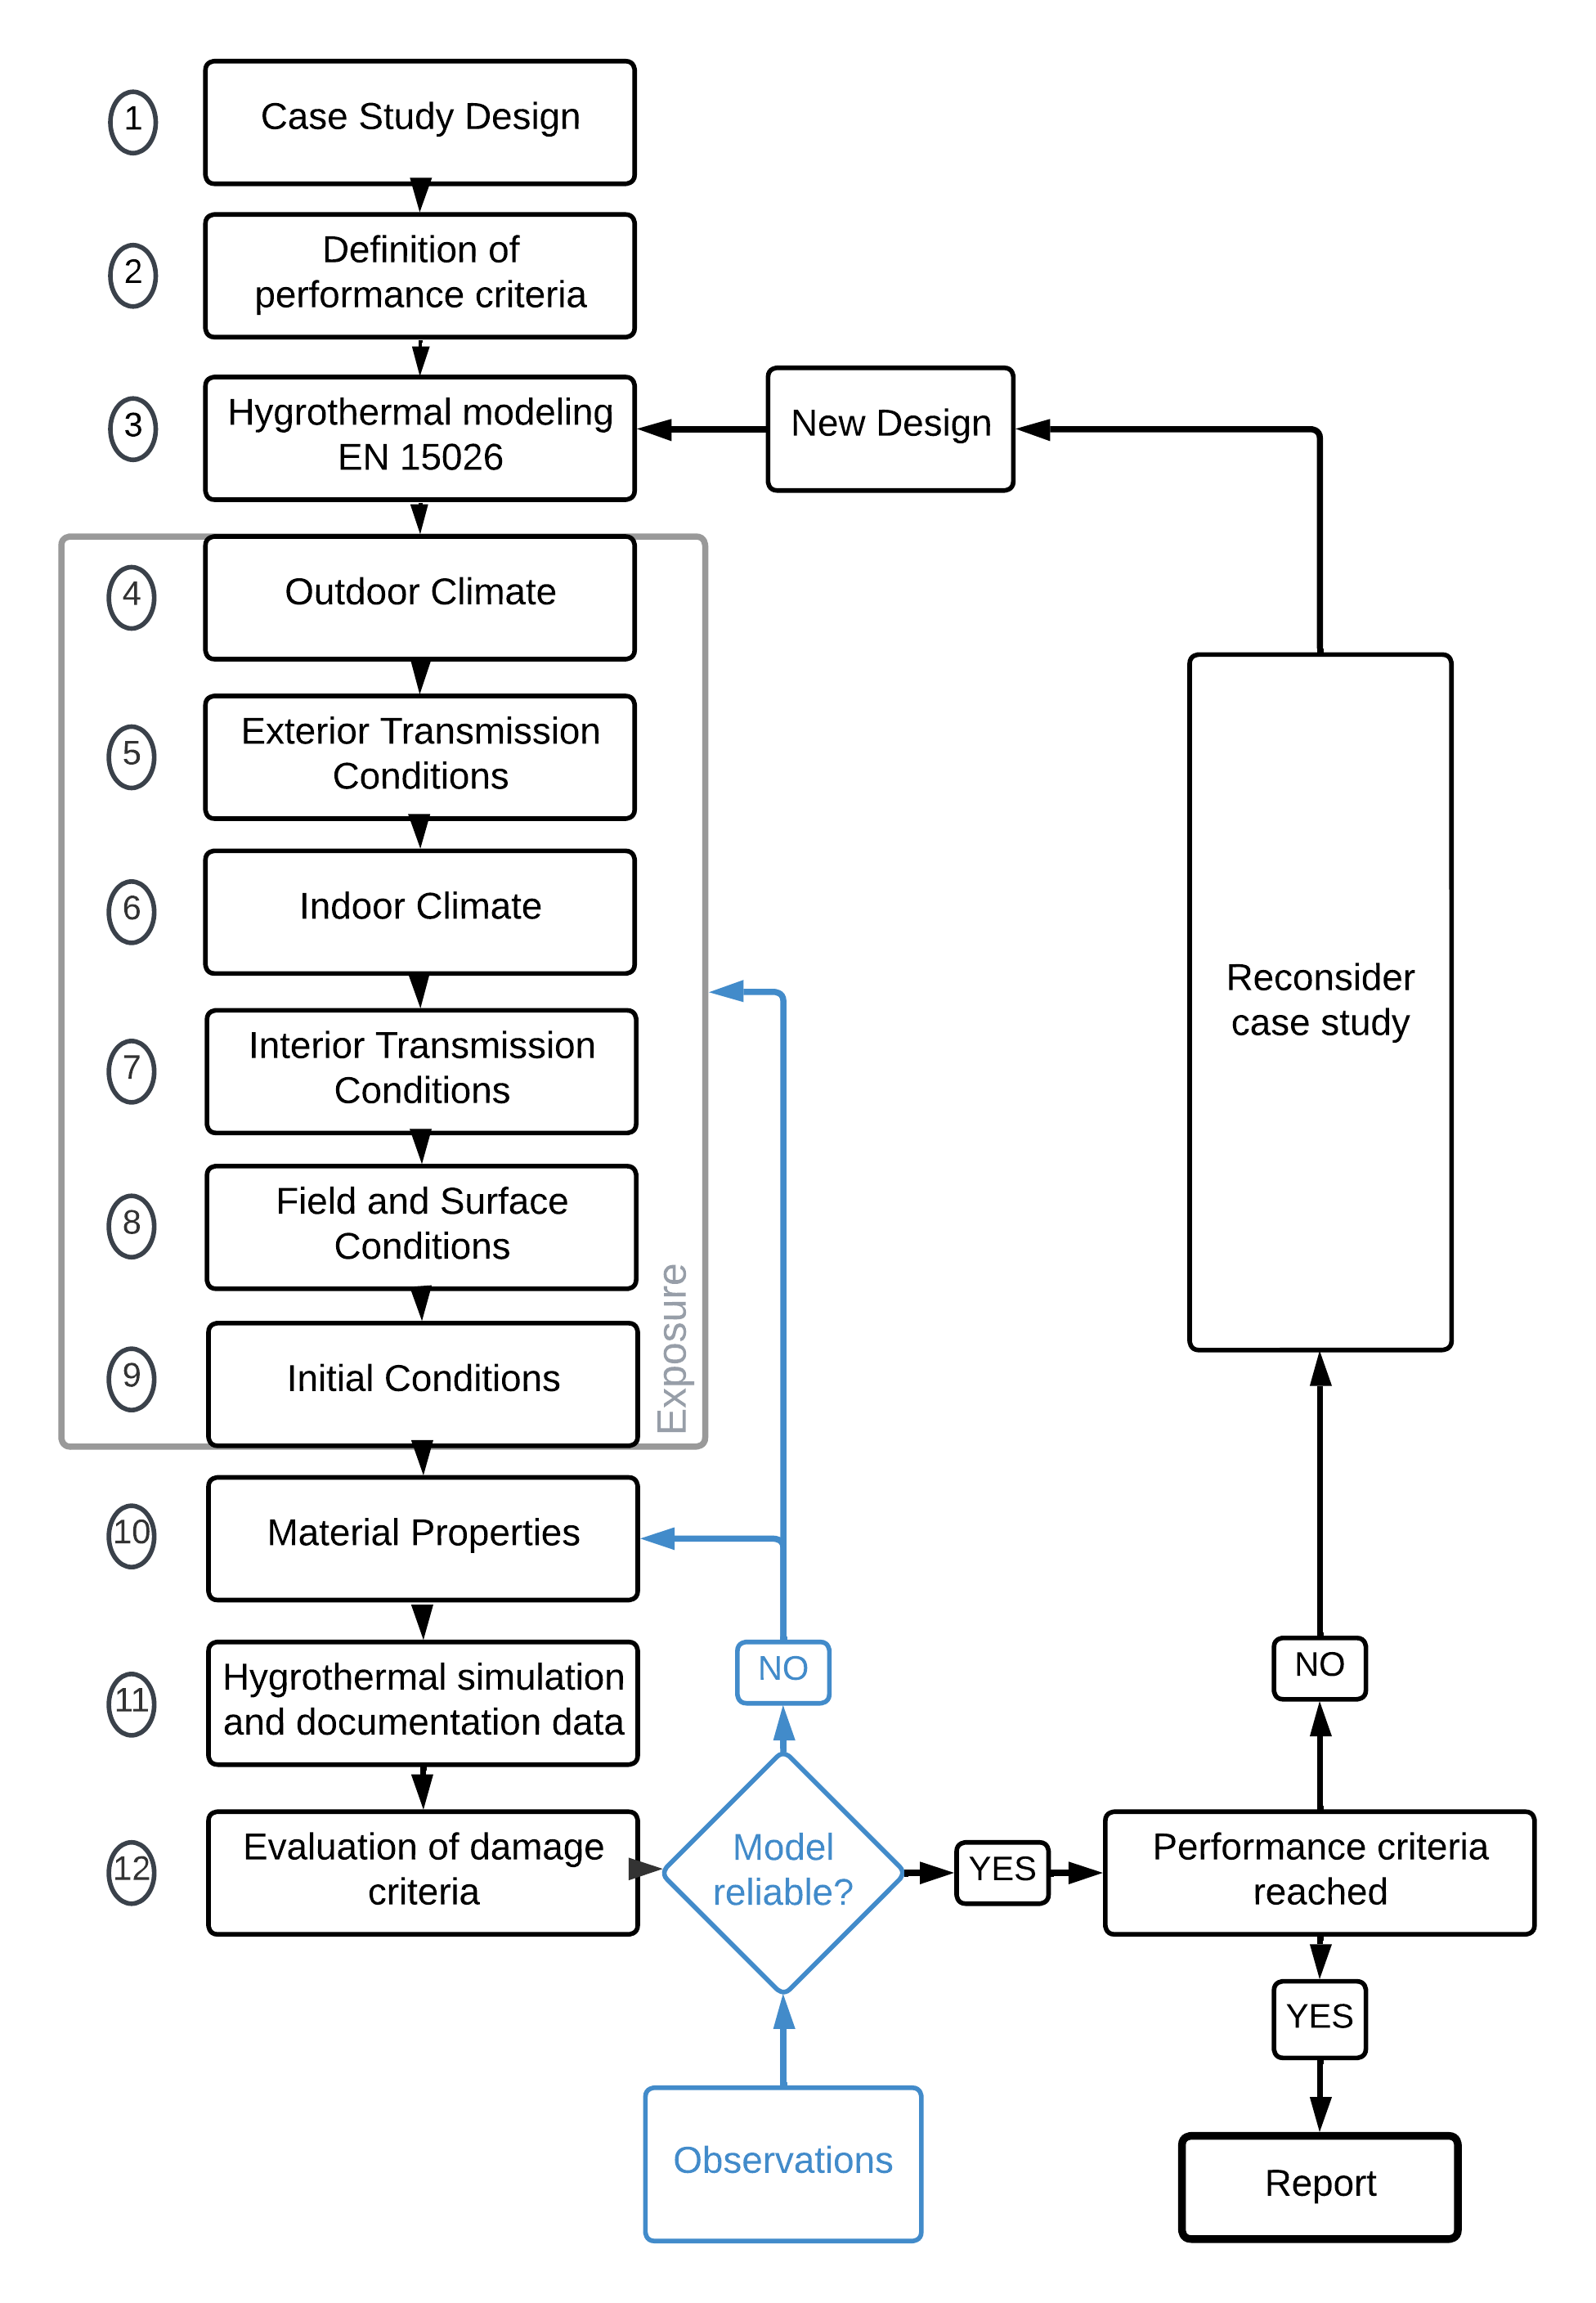 1
Case Study Design
2
Definition of
performance criteria
3
Hygrothermal modeling
EN 15026
New Design
4
Outdoor Climate
5
Exterior Transmission
Conditions
6
Indoor Climate
7
Interior Transmission
Conditions
8
Field and Surface
Conditions
9
Initial Conditions
Exposure
Reconsider
case study
10
Material Properties
11
Hygrothermal simulation
and documentation data
NO
NO
12
Evaluation of damage
criteria
Model
reliable?
YES
Performance criteria
reached
YES
Observations
Report